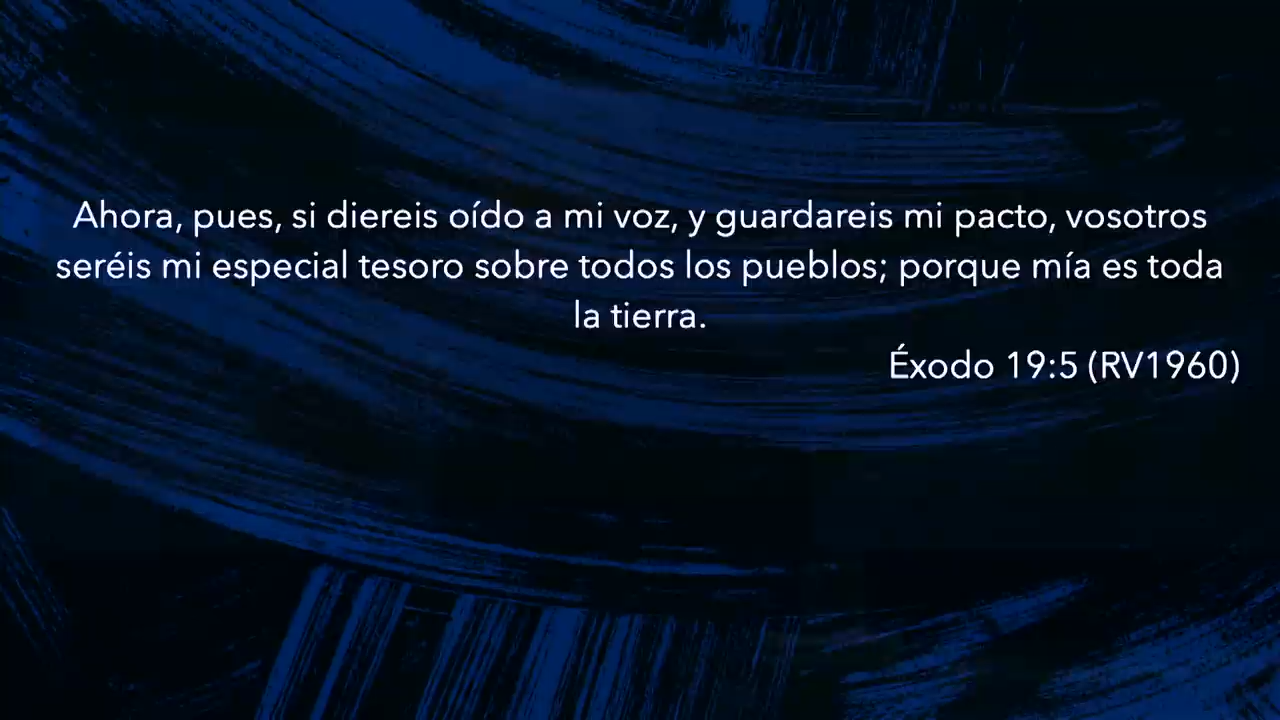 Ahora, pues, si diereis oído a mi voz, y guardareis mi pacto, vosotros
seréis mi especial tesoro sobre todos los pueblos; porque mía es toda
la tierra.
Éxodo 19:5 (RV1960)